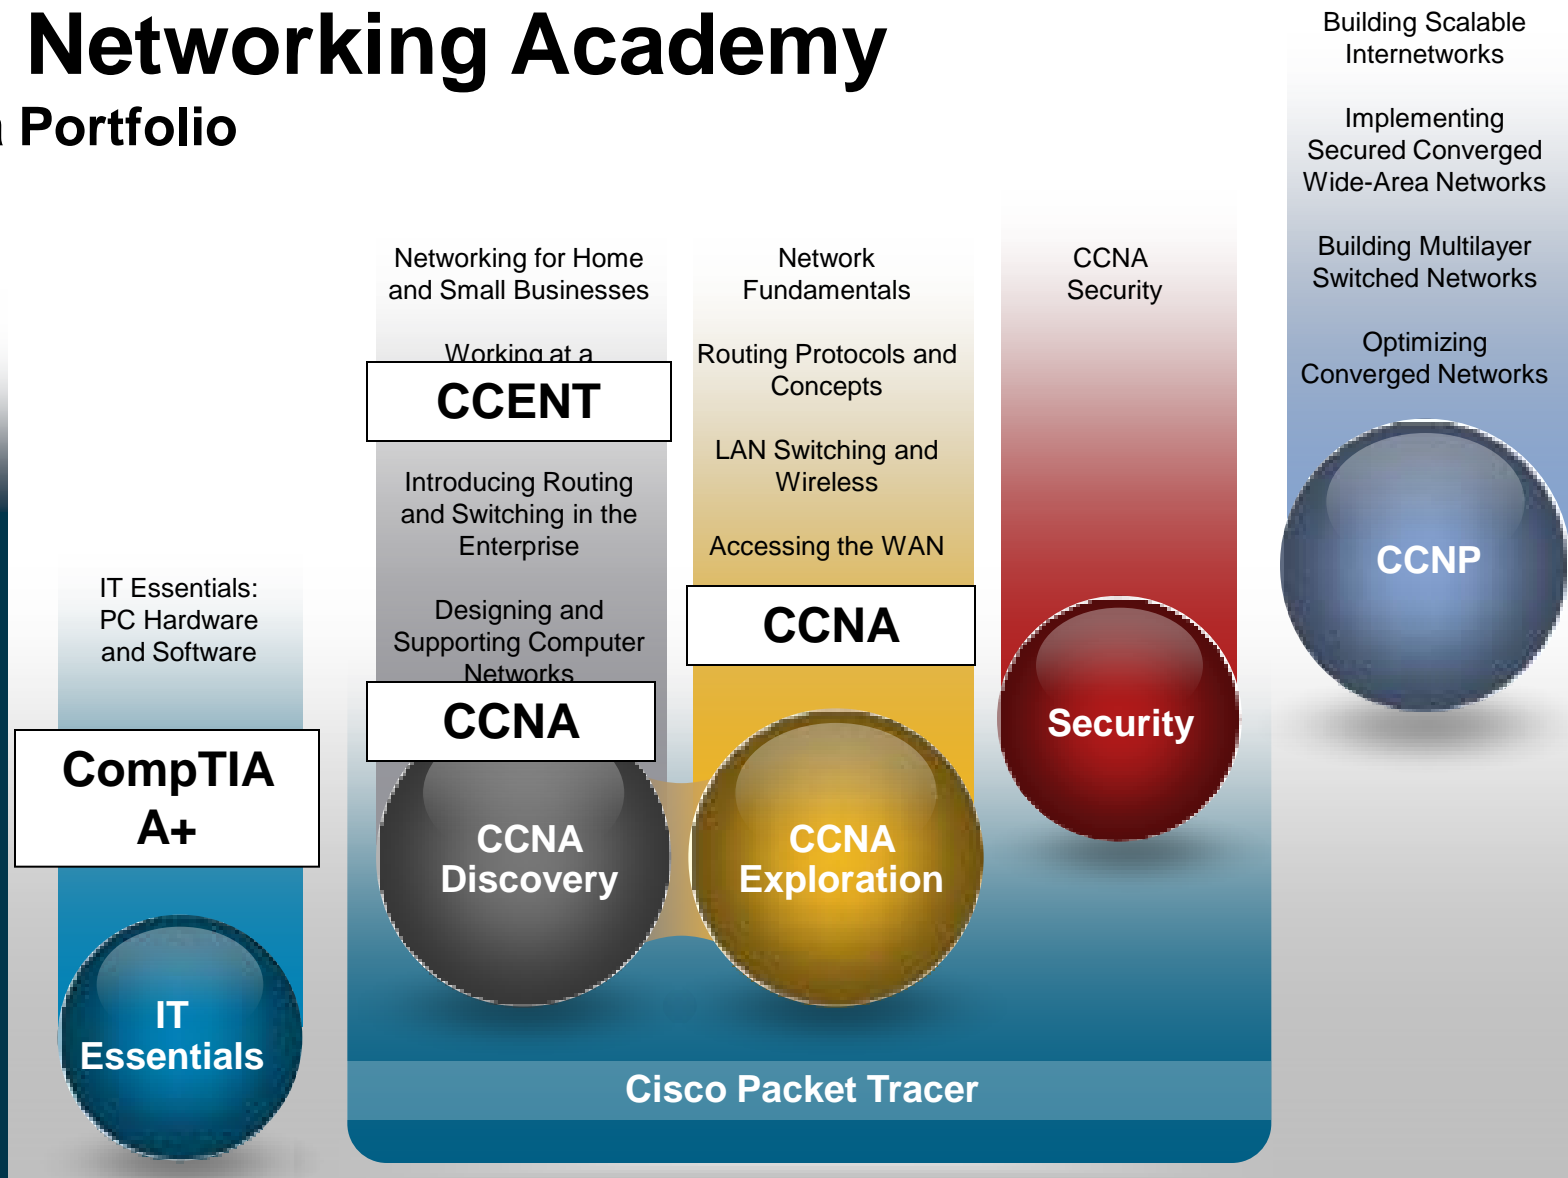 Networking Academy
Portfolio
Building Scalable
Internetworks
Implementing
Secured Converged
Wide-Area Networks
Building Multilayer
Switched Networks
Optimizing
Converged Networks
CCNP
CCNA
Security
Security
Network
Fundamentals
Routing Protocols and
Concepts
LAN Switching and
Wireless
Accessing the WAN
CCNA
CCNA
Exploration
Networking for Home
and Small Businesses
Working at a
CCENT
Introducing Routing
and Switching in the
Enterprise
Designing and
Supporting Computer
Networks
CCNA
CCNA
Discovery
IT Essentials:
PC Hardware
and Software
CompTIA
A+
IT
Essentials
Cisco Packet Tracer